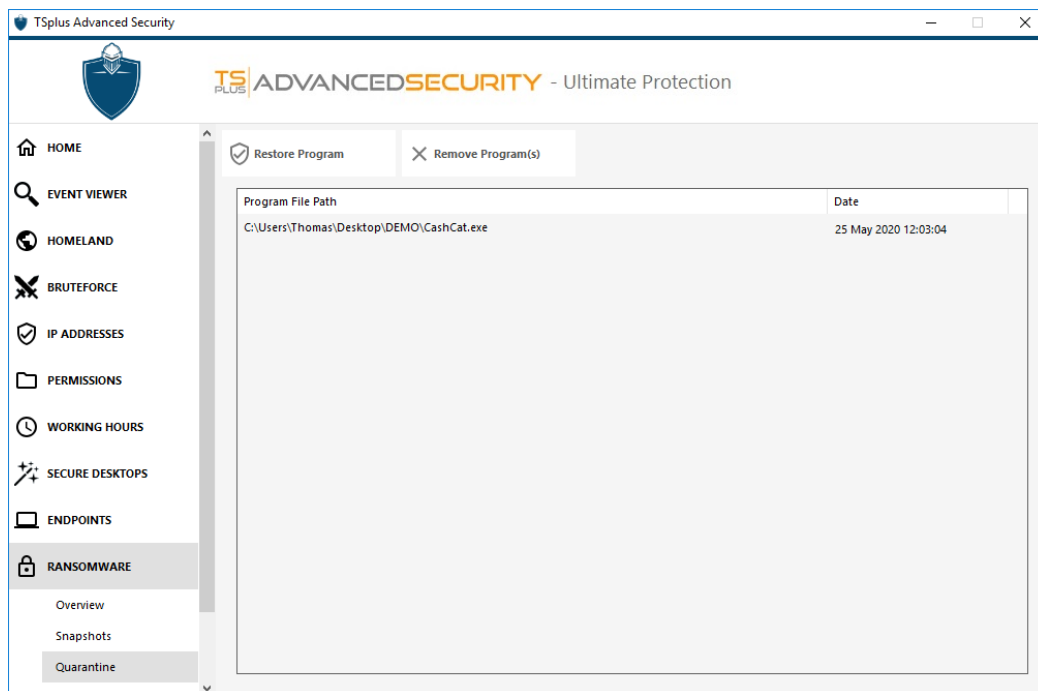 TSplus Advanced Security
TS PLUS ADVANCEDSECURITY - Ultimate Protection
HOME
EVENT VIEWER
HOMELAND
BRUTEFORCE
IP ADDRESSES
PERMISSIONS
WORKING HOURS
SECURE DESKTOPS
ENDPOINTS
RANSOMWARE
Overview
Snapshots
Quarantine
Restore Program
Remove Program(s)
Program File Path Date
C:\Users\Thomas\Desktop\DEMO\CashCat.exe 25 May 2020 12:03:04